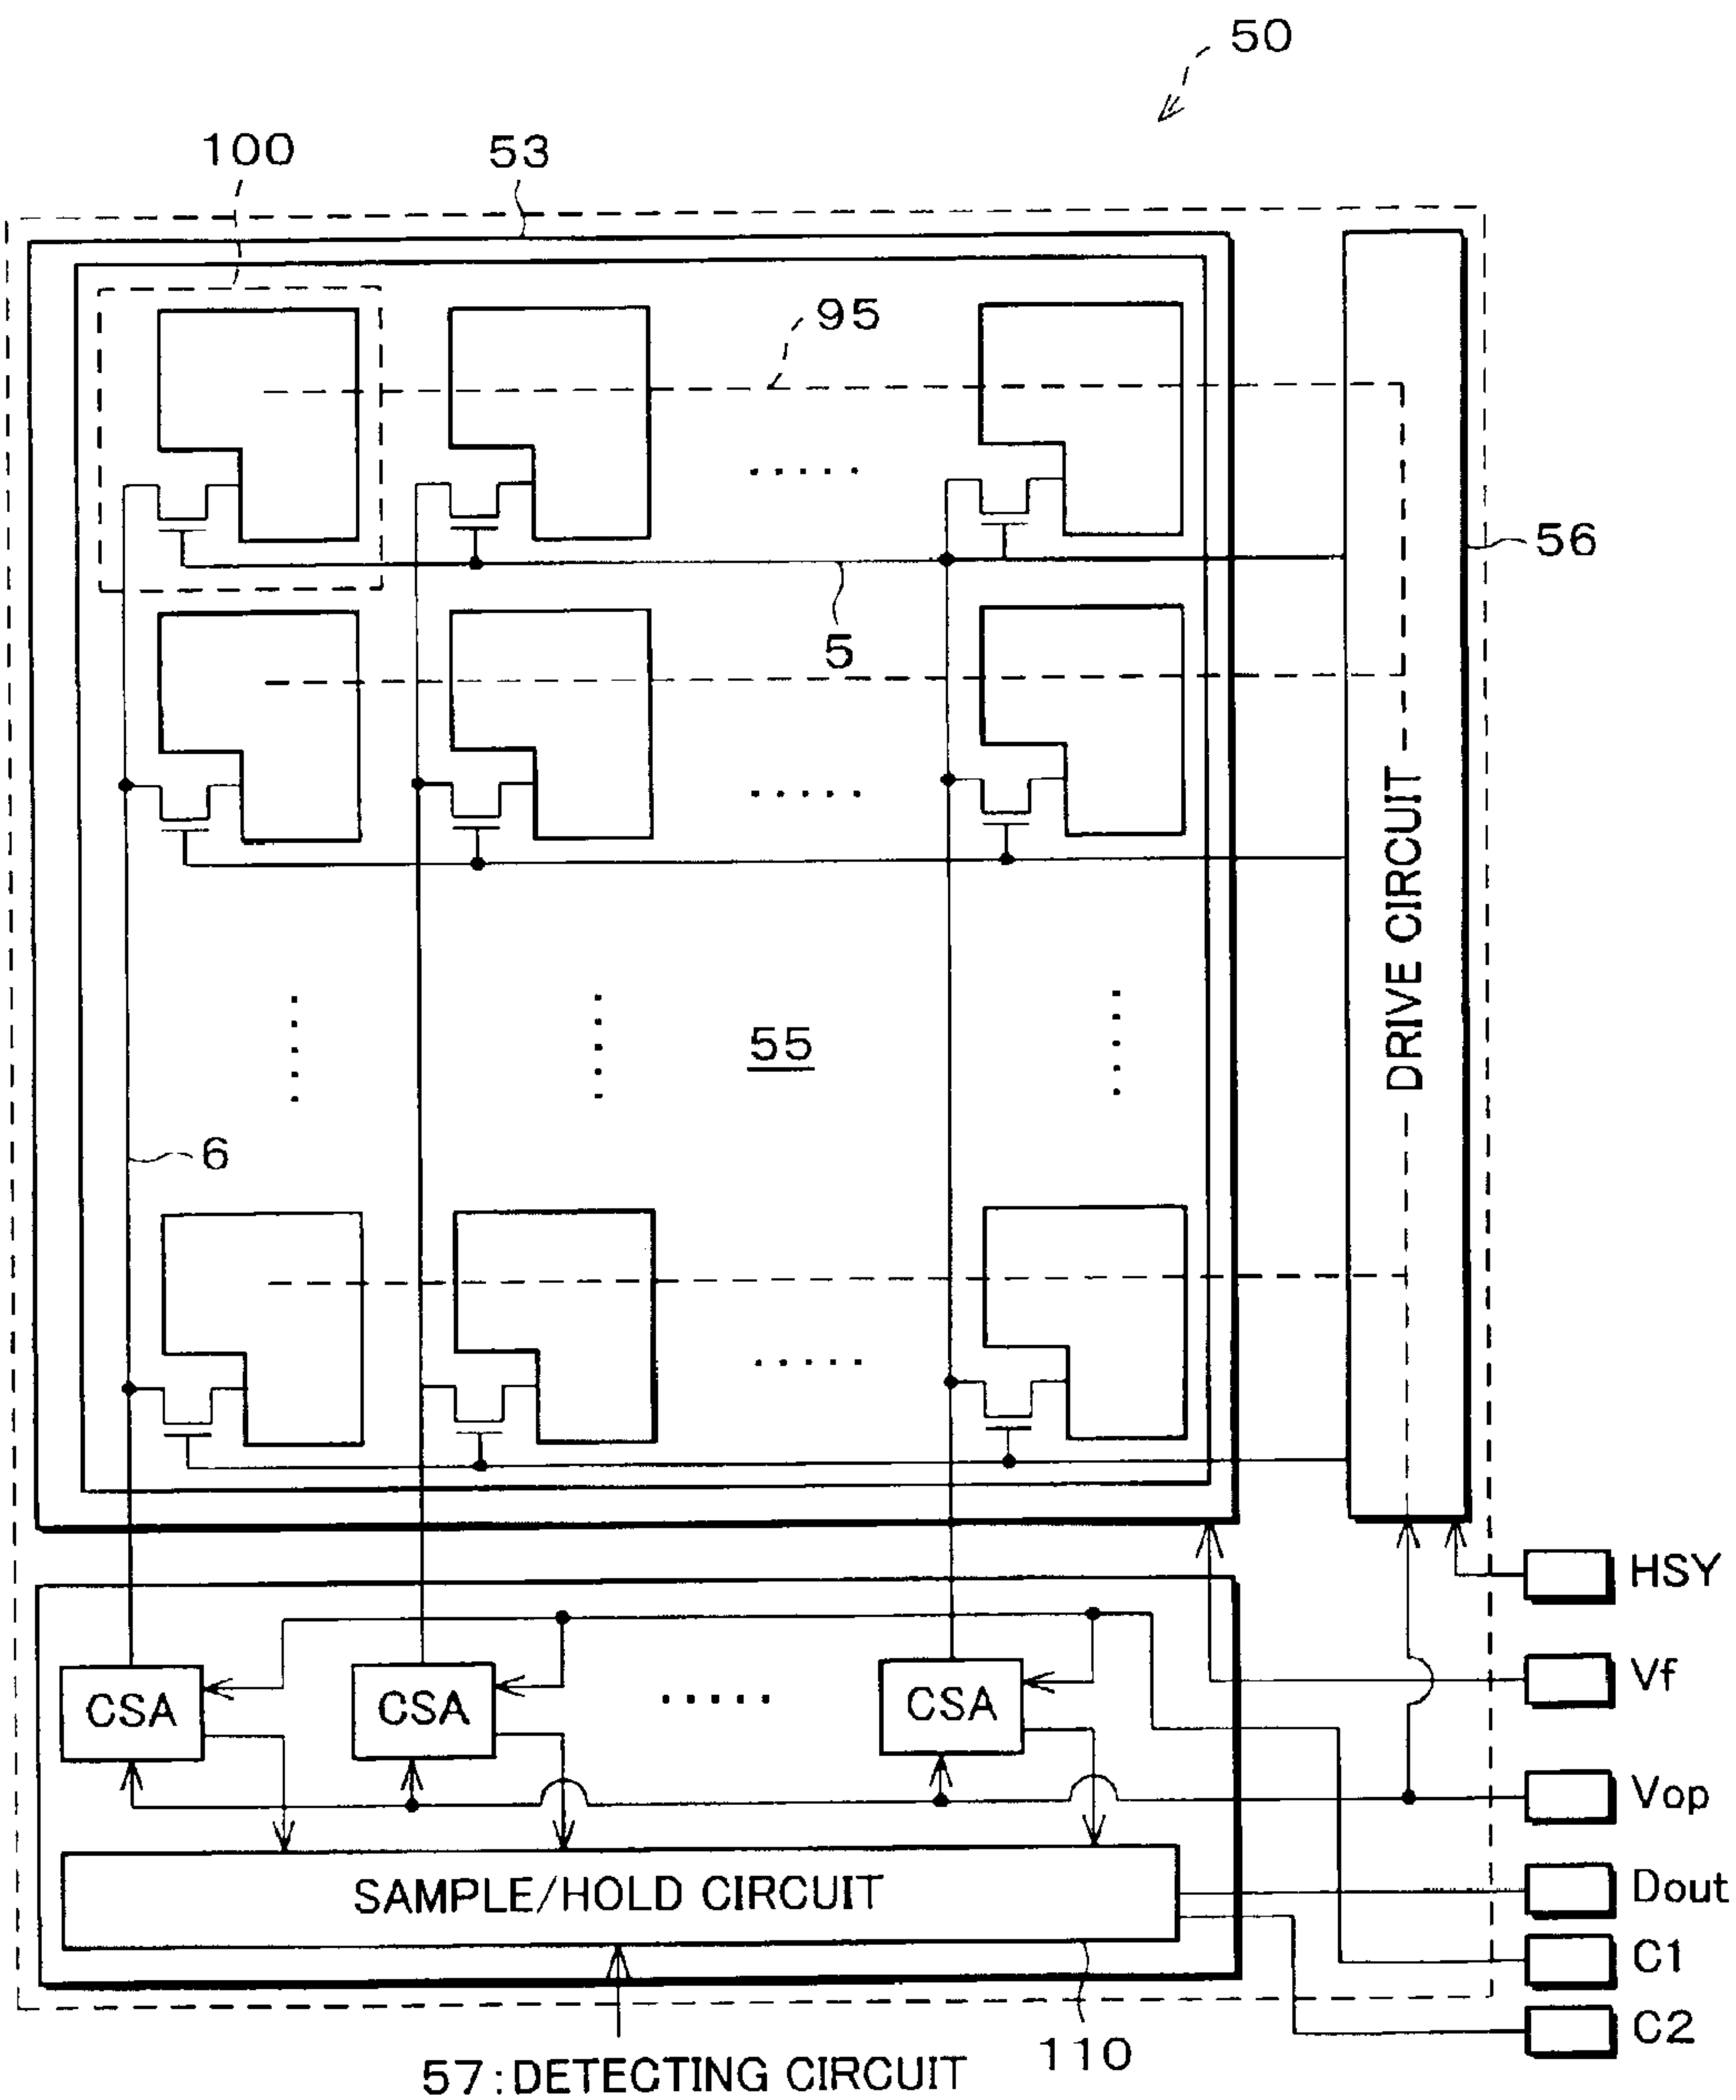 50
100
53
95
56
5
DRIVE CIRCUIT
55
6
HSY
CSA
CSA
CSA
Vf
Vop
SAMPLE/HOLD CIRCUIT
Dout
C1
C2
110
57:DETECTING CIRCUIT